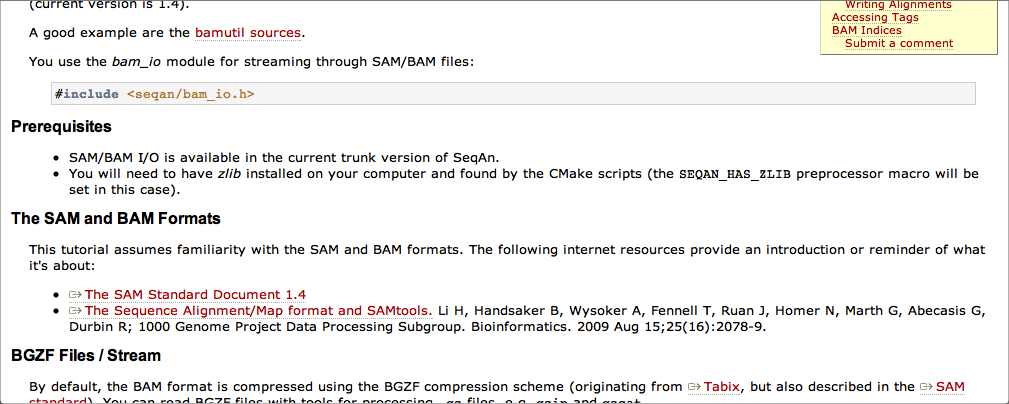 (current version is 1.4).
A good example are the bamutil sources.
You use the bam_io module for streaming through SAM/BAM files:
#include <seqan/bam_io.h>
Writing Alignments
Accessing Tags
BAM Indices
Submit a comment
Prerequisites
SAM/BAM I/O is available in the current trunk version of SeqAn.
You will need to have zlib installed on your computer and found by the CMake scripts (the SEQAN_HAS_ZLIB preprocessor macro will be
set in this case).
The SAM and BAM Formats
This tutorial assumes familiarity with the SAM and BAM formats. The following internet resources provide an introduction or reminder of what
it's about:
The SAM Standard Document 1.4
The Sequence Alignment/Map format and SAMtools. Li H, Handsaker B, Wysoker A, Fennell T, Ruan J, Homer N, Marth G, Abecasis G,
Durbin R; 1000 Genome Project Data Processing Subgroup. Bioinformatics. 2009 Aug 15;25(16):2078-9.
BGZF Files / Stream
By default, the BAM format is compressed using the BGZF compression scheme (originating from Tabix, but also described in the SAM
standard). You can read BGZF files with tools for processing .gz files, e.g. gzip and